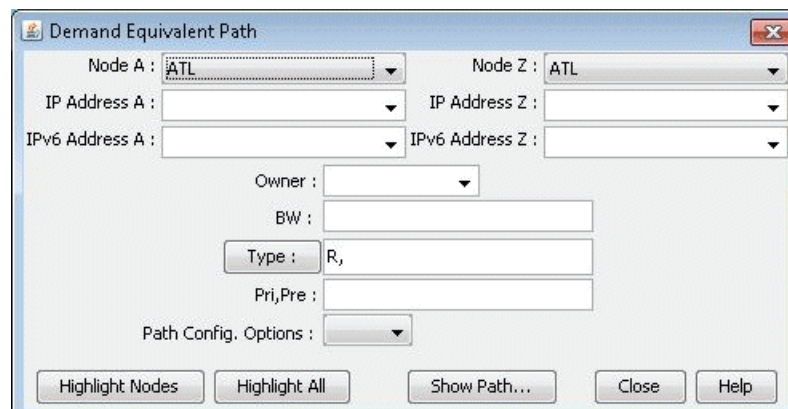 Demand Equivalent Path
Node A : ATL Node Z : ATL
IP Address A : IP Address Z :
IPv6 Address A : IPv6 Address Z :
Owner :
BW :
Type : R,
Pri,Pre :
Path Config. Options :
Highlight Nodes Highlight All Show Path... Close Help